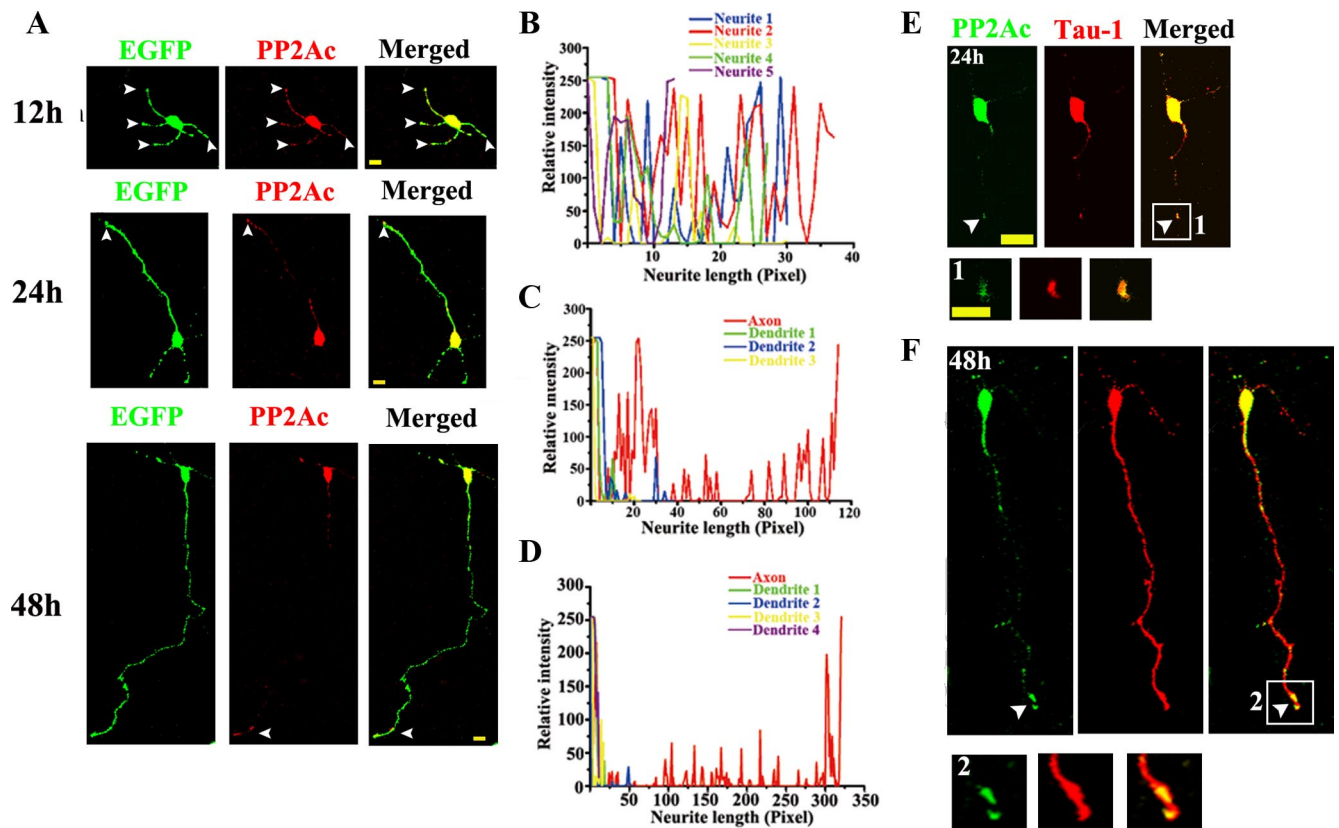 A
EGFP PP2Ac Merged
12h
EGFP PP2Ac Merged
24h
EGFP PP2Ac Merged
48h
B
Neurite 1
Neurite 2
Neurite 3
Neurite 4
Neurite 5
Relative intensity
300
250
200
150
100
50
0
10 20 30 40
Neurite length (Pixel)
C
Axon
Dendrite 1
Dendrite 2
Dendrite 3
Relative intensity
300
250
200
150
100
50
0
20 40 60 80 100 120
Neurite length (Pixel)
D
Axon
Dendrite 1
Dendrite 2
Dendrite 3
Dendrite 4
Relative intensity
300
250
200
150
100
50
0
50 100 150 200 250 300 350
Neurite length (Pixel)
E
PP2Ac Tau-1 Merged
24h
1
1
F
48h
2
2